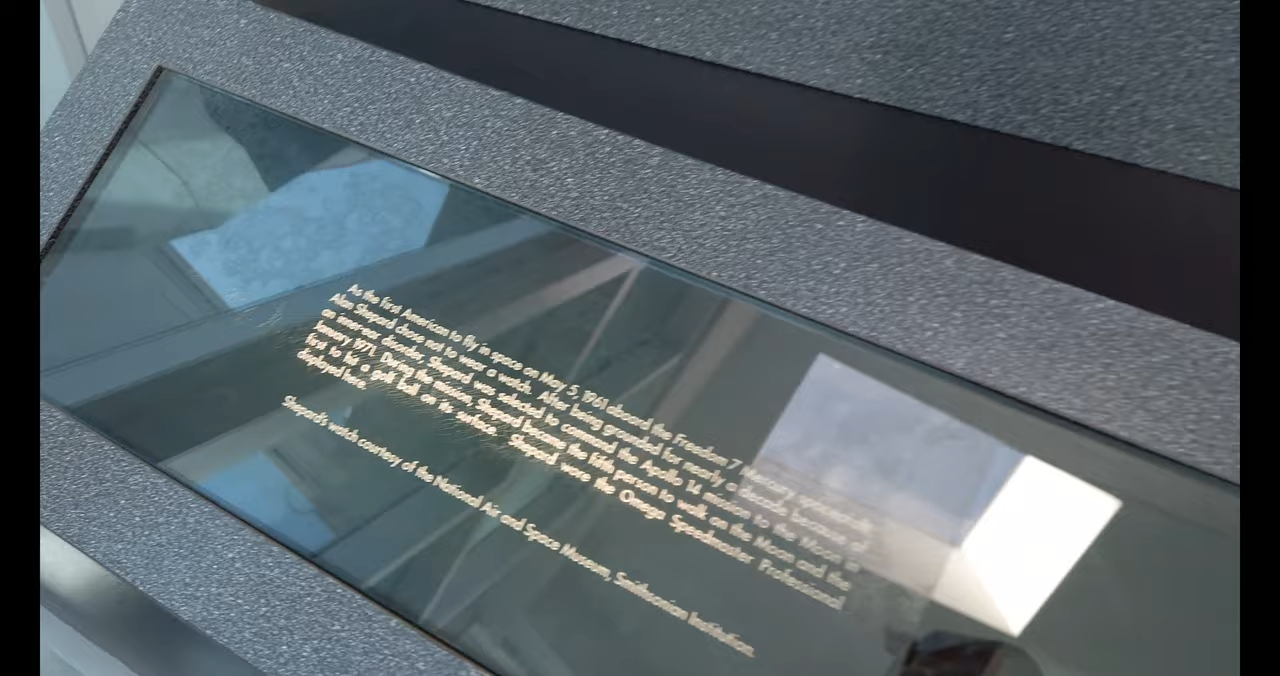 As the first American to fly in space on May 5, 1961 aboard the Freedom 7 Mercury spacecraft,
Alan Shepard chose not to wear a watch. After being grounded for nearly a decade because of
an inner-ear disorder, Shepard was selected to command the Apollo 14 mission to the Moon in
February 1971. During the mission, Shepard became the fifth person to walk on the Moon and the
first to hit a golf ball on its surface. Shepard wore the Omega Speedmaster Professional
displayed here.
Shepard's watch courtesy of the National Air and Space Museum, Smithsonian Institution.